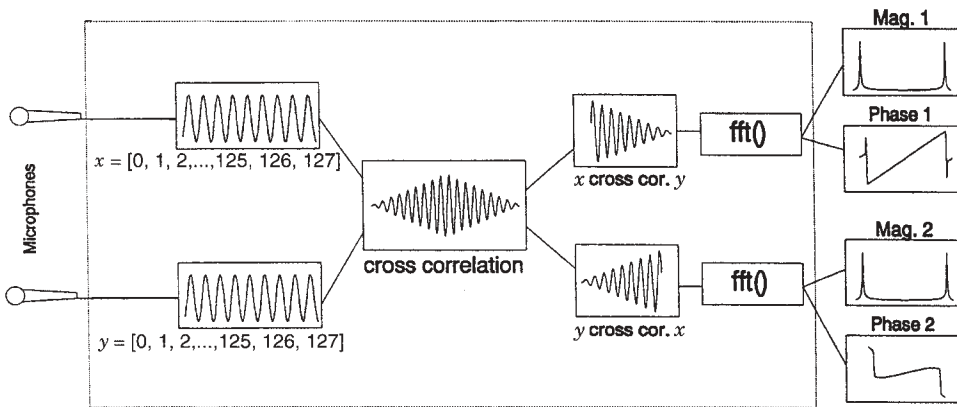 Mag. 1
Phase 1
x = [0, 1, 2,...,125, 126, 127]
fft()
x cross cor. y
Microphones
cross correlation
Mag. 2
fft()
y cross cor. x
Phase 2
y = [0, 1, 2,...,125, 126, 127]